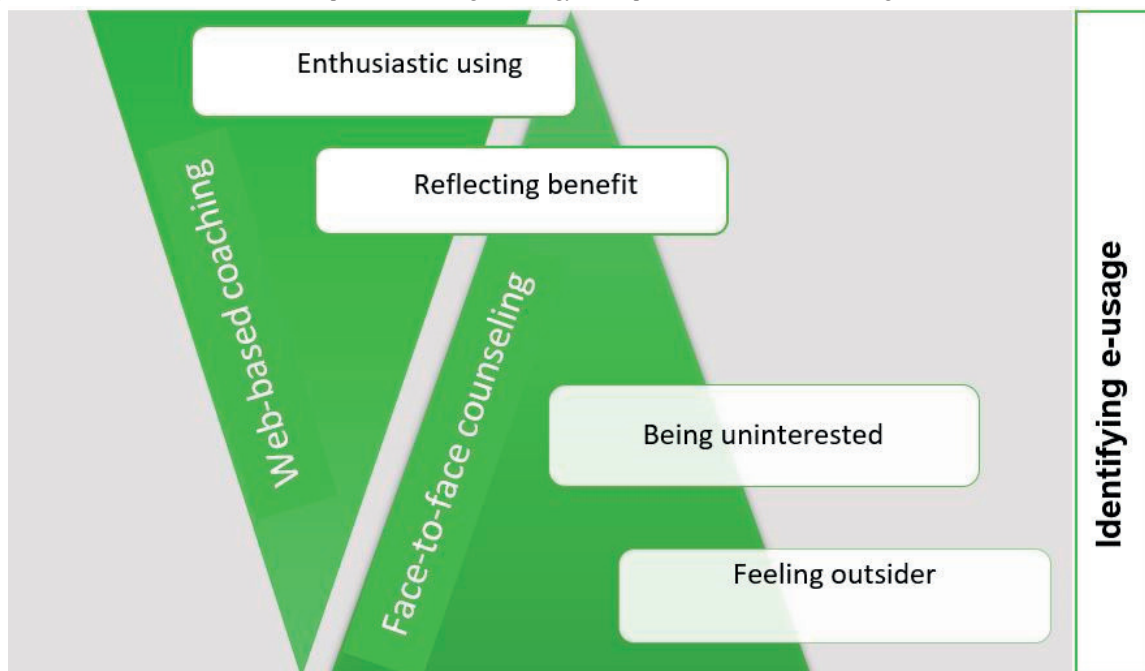 Enthusiastic using
Reflecting benefit
Web-based coaching
Face-to-face counseling
Being uninterested
Feeling outsider
Identifying e-usage